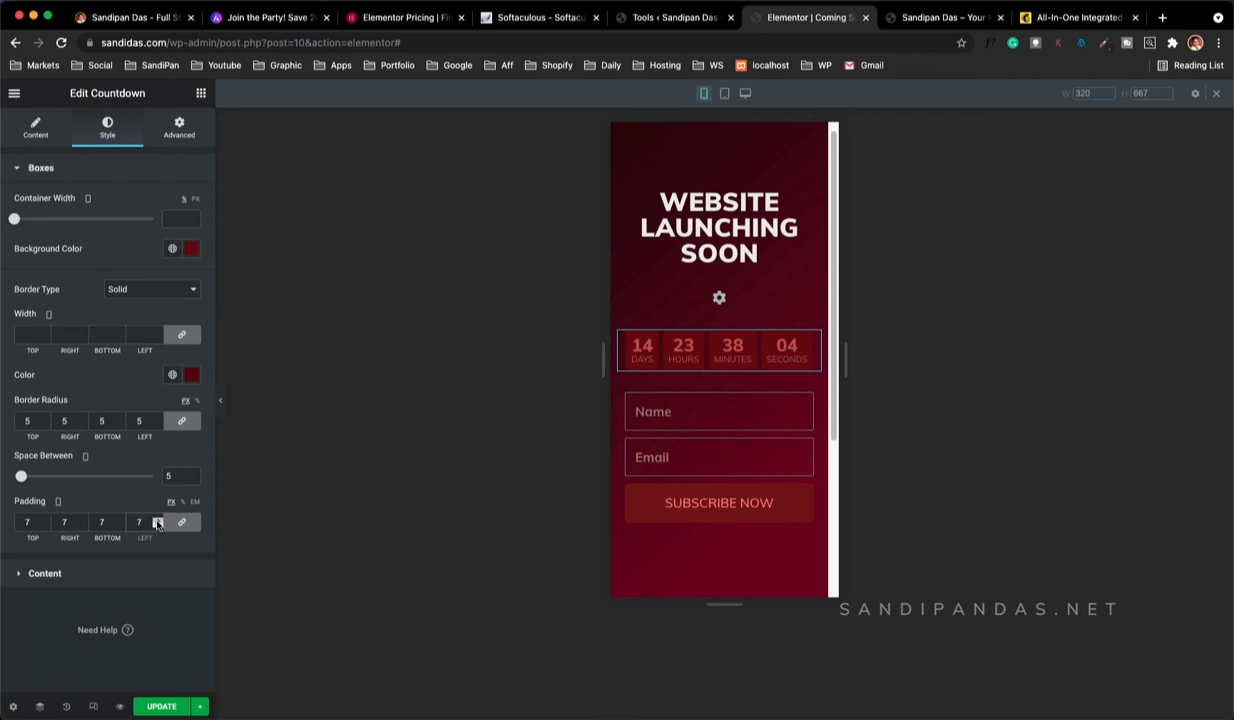 Sandipan Das - Full St
Join the Party! Save 2
Elementor Pricing | Fi
Softaculous - Softacu
Tools ‹ Sandipan Das
Elementor | Coming S
Sandipan Das – Your
All-In-One Integrated
sandidas.com/wp-admin/post.php?post=10&action=elementor#
Markets Social SandiPan Youtube Graphic Apps Portfolio Google Aff Shopify Daily Hosting WS localhost WP Gmail Reading List
Edit Countdown
W 320 H 667
Content Style Advanced
Boxes
Container Width % PX
Background Color
Border Type Solid
Width
TOP RIGHT BOTTOM LEFT
Color
Border Radius PX %
5 5 5 5
TOP RIGHT BOTTOM LEFT
Space Between
5
Padding PX % EM
7 7 7 7
TOP RIGHT BOTTOM LEFT
Content
Need Help ?
UPDATE
WEBSITE
LAUNCHING
SOON
14 23 38 04
DAYS HOURS MINUTES SECONDS
Name
Email
SUBSCRIBE NOW
SANDIPANDAS.NET